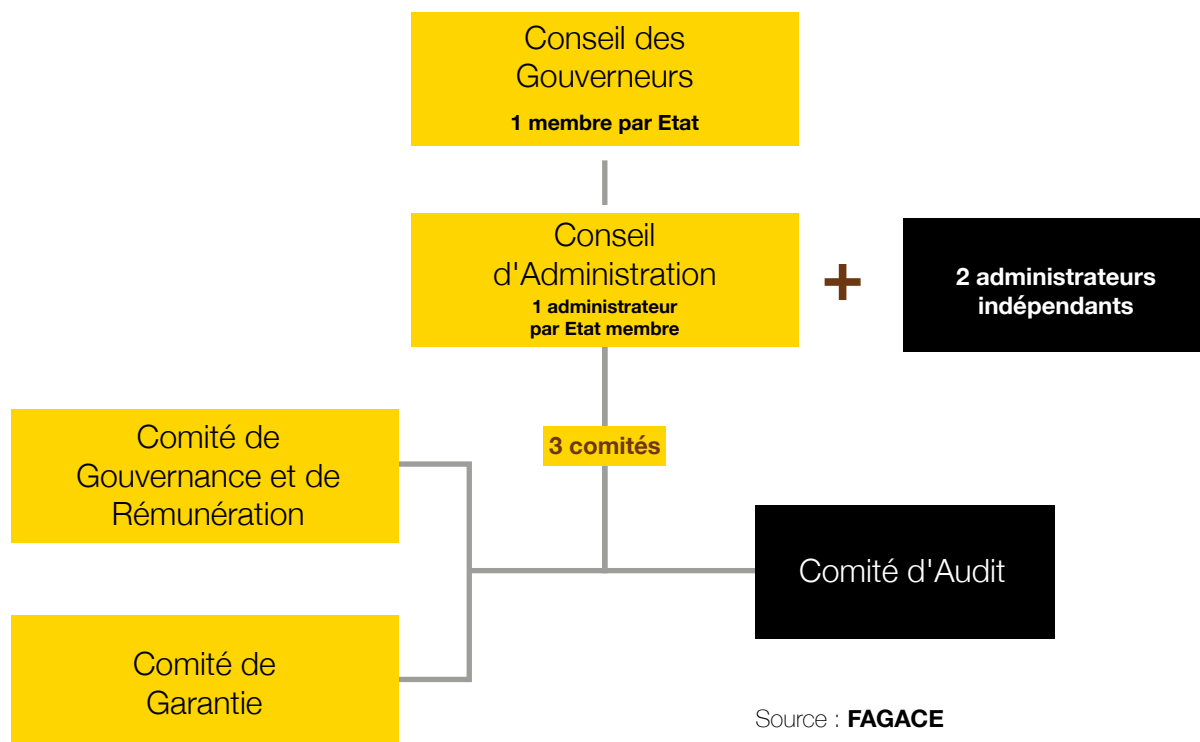 Conseil des
Gouverneurs
1 membre par Etat
Conseil
d'Administration
1 administrateur
par Etat membre
+
2 administrateurs
indépendants
3 comités
Comité de
Gouvernance et de
Rémunération
Comité d'Audit
Comité de
Garantie
Source : FAGACE